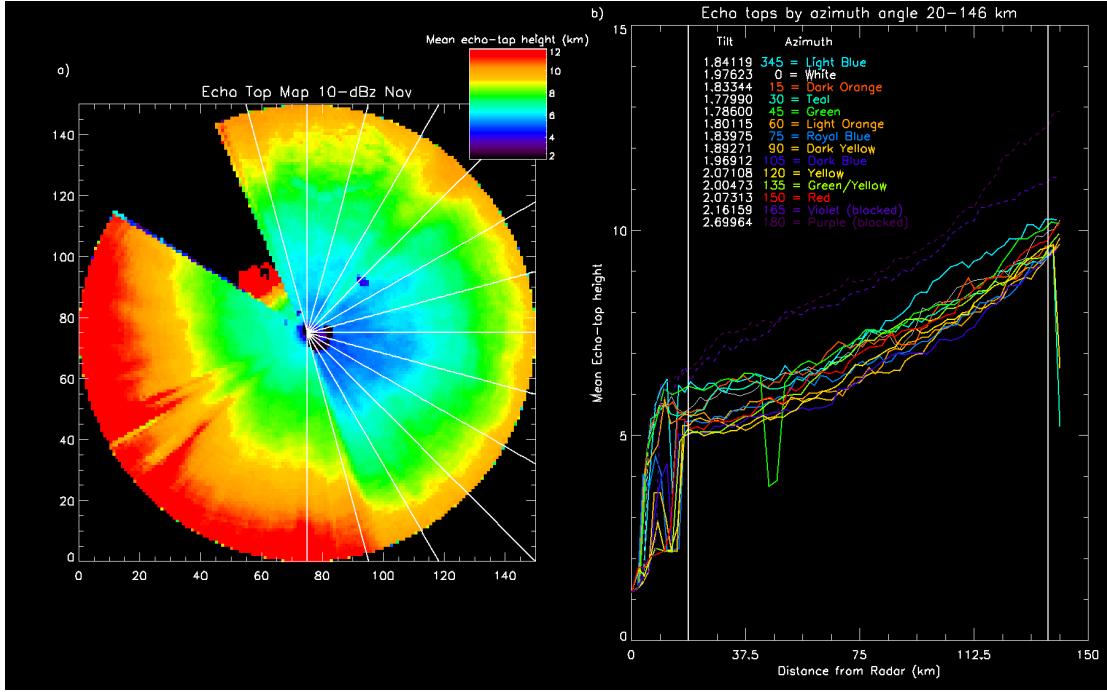 b)
Echo tops by azimuth angle 20-146 km
Mean echo-top height (km)
a)
Echo Top Map 10-dBz Nov
12
10
8
6
4
2
140
120
100
80
60
40
20
0
0 20 40 60 80 100 120 140
15
10
5
0
Mean Echo-top height
Tilt Azimuth
1.84119 345 = Light Blue
1.97623 0 = White
1.83344 15 = Dark Orange
1.77990 30 = Teal
1.78600 45 = Green
1.80115 60 = Light Orange
1.83975 75 = Royal Blue
1.89271 90 = Dark Yellow
1.96912 105 = Dark Blue
2.07108 120 = Yellow
2.00473 135 = Green/Yellow
2.07313 150 = Red
2.16159 165 = Violet (blocked)
2.69964 180 = Purple (blocked)
0 37.5 75 112.5 150
Distance from Radar (km)